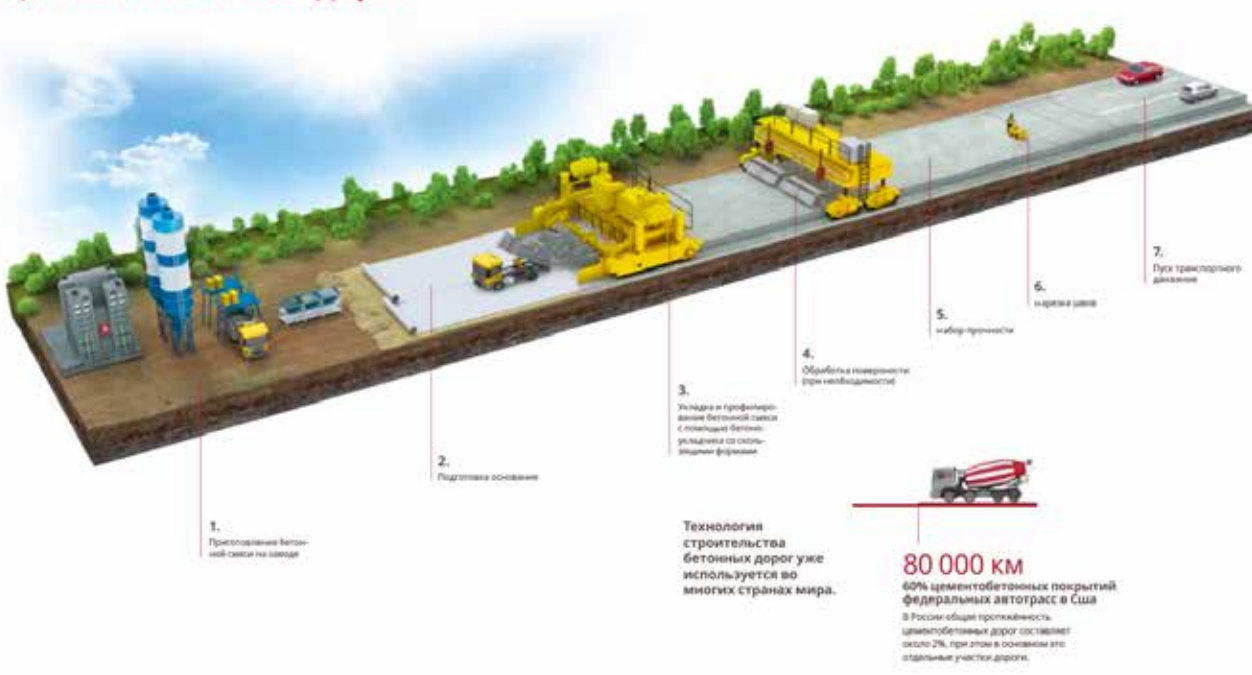 1.
Приготовление бетон-
ной смеси на заводе
2.
Подготовка основания
3.
Укладка и профилиро-
вание бетонной смеси
с помощью бетоно-
укладчика со сколь-
зящими формами
4.
Обработка поверхности
(при необходимости)
5.
набор прочности
6.
нарезка швов
7.
Пуск транспортного
движения
Технология
строительства
бетонных дорог уже
используется во
многих странах мира.
80 000 км
60% цементобетонных покрытий
федеральных автотрасс в Сша
В России общая протяжённость
цементобетонных дорог составляет
около 2%, при этом в основном это
отдельные участки дороги.